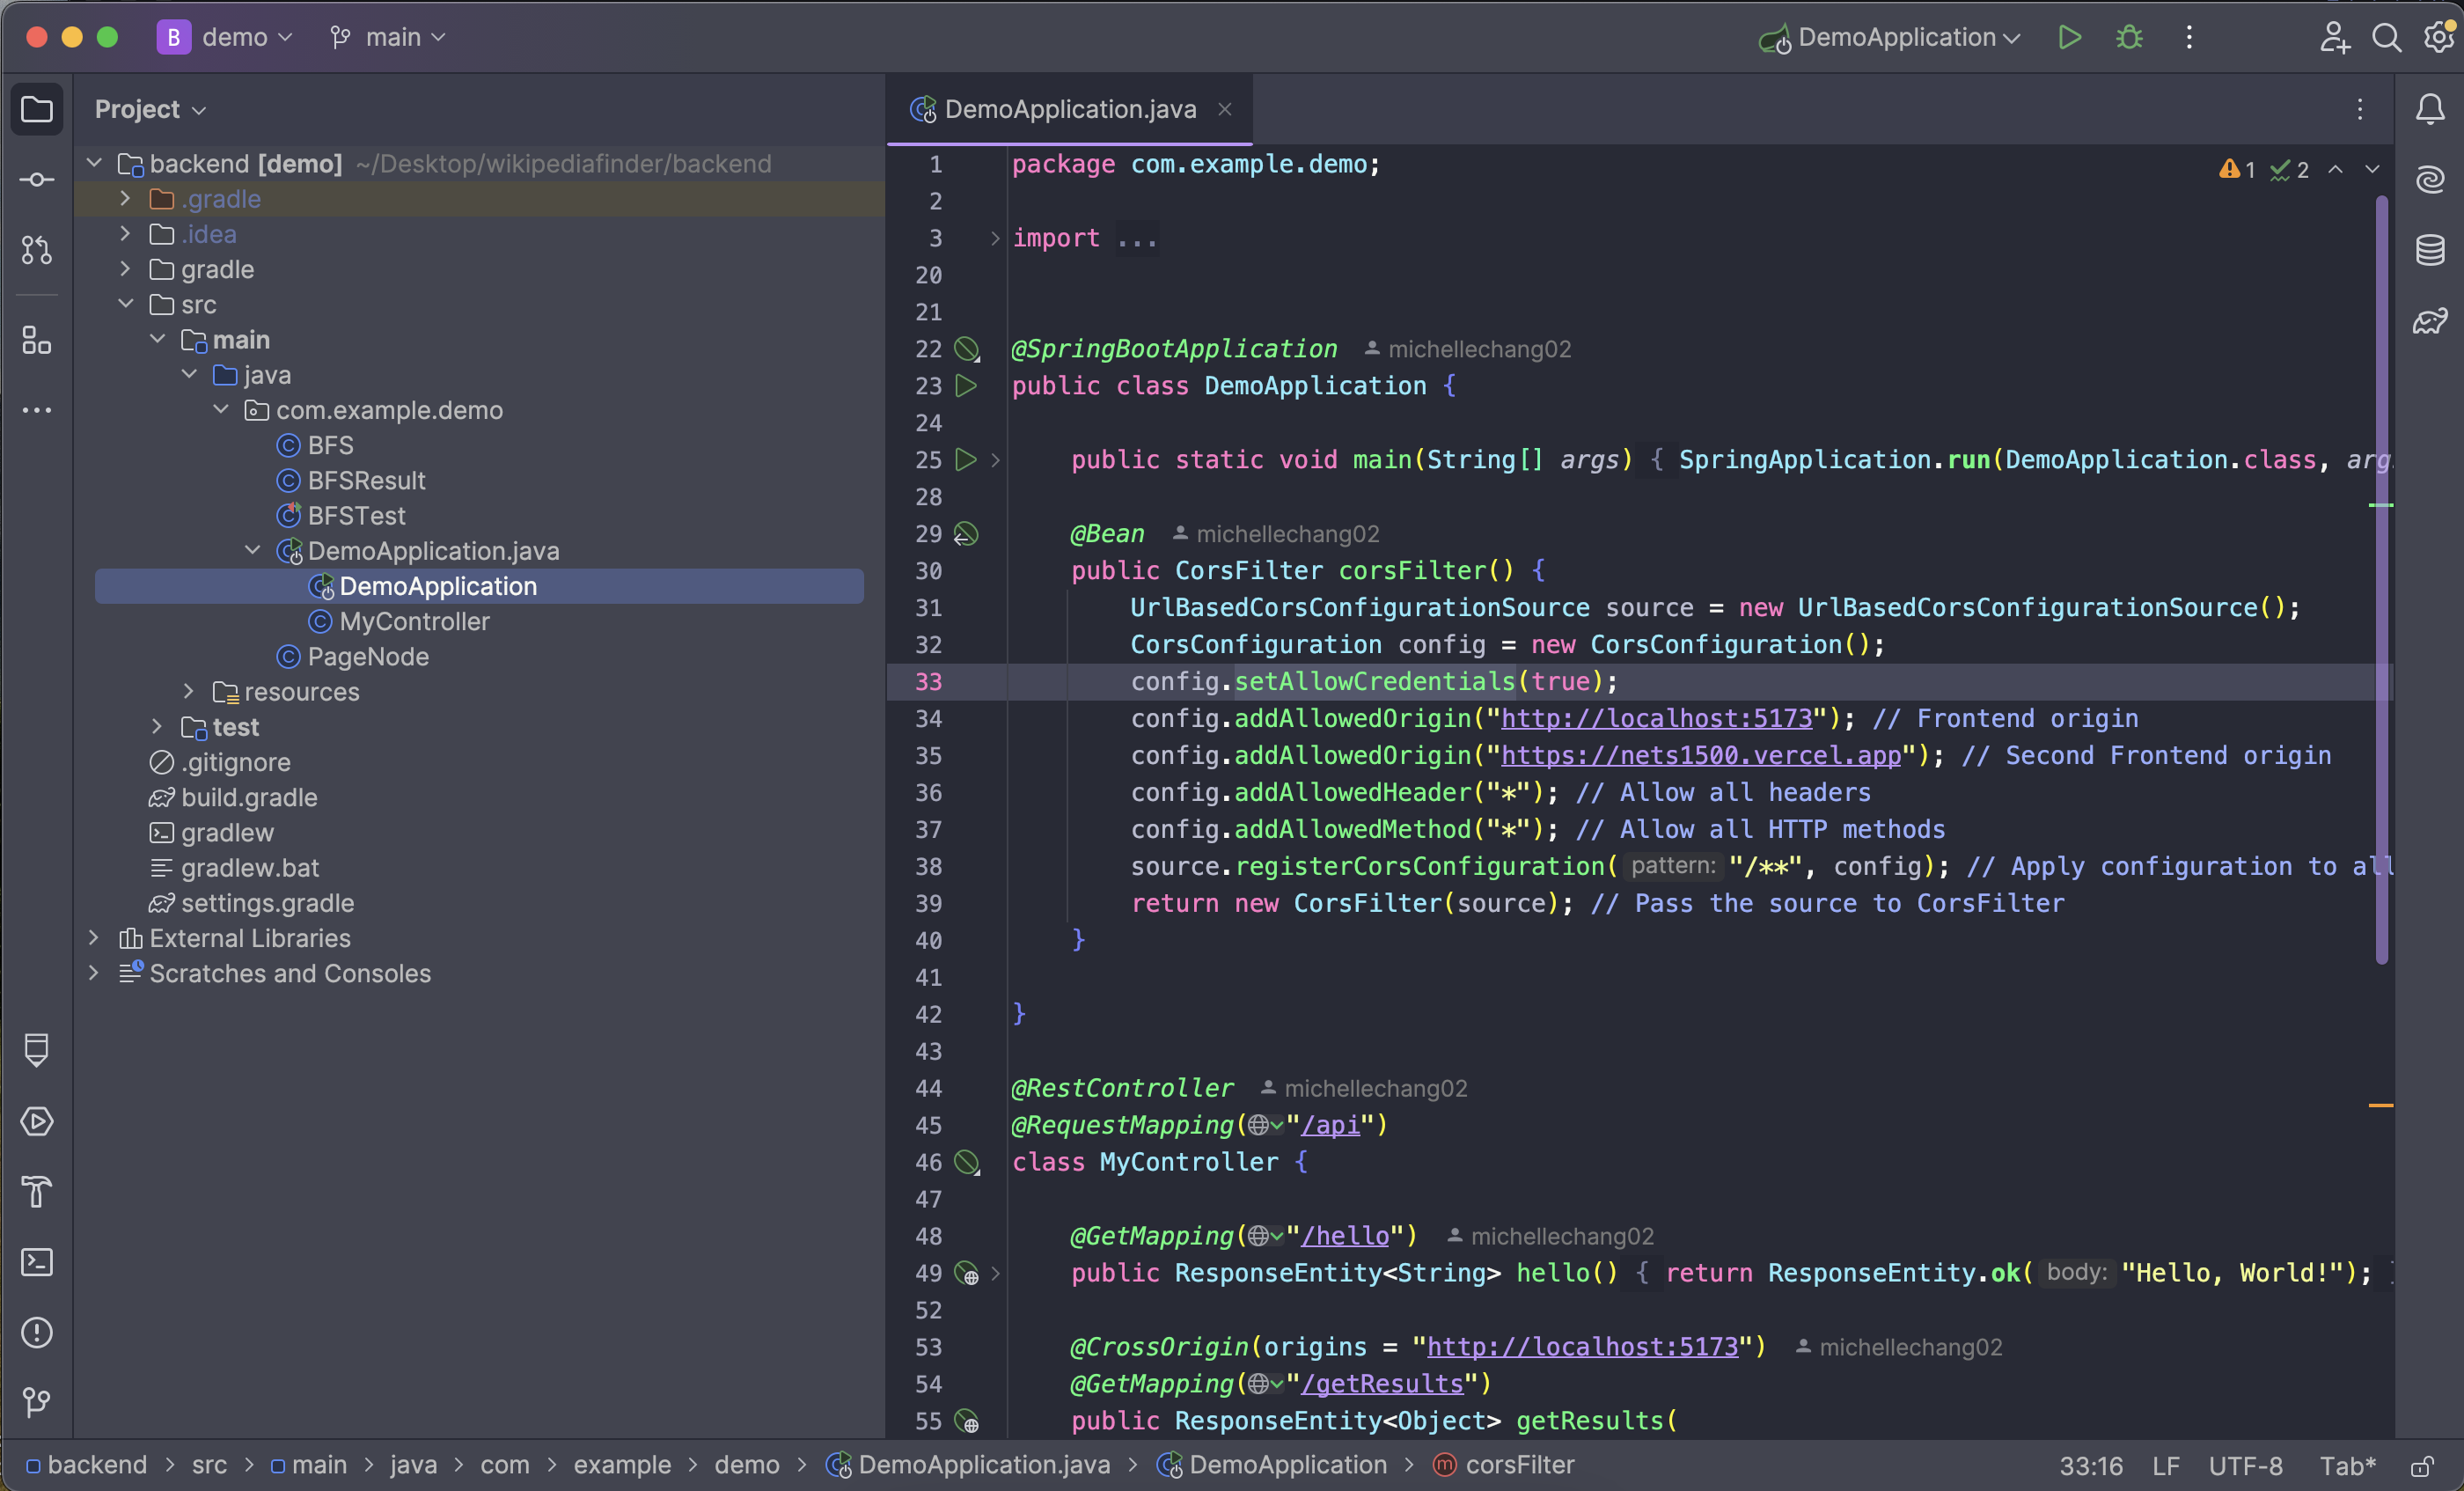 B demo main DemoApplication
Project
backend [demo] ~/Desktop/wikipediafinder/backend
.gradle
.idea
gradle
src
main
java
com.example.demo
BFS
BFSResult
BFSTest
DemoApplication.java
DemoApplication
MyController
PageNode
resources
test
.gitignore
build.gradle
gradlew
gradlew.bat
settings.gradle
External Libraries
Scratches and Consoles
DemoApplication.java
1 2
1 package com.example.demo;
2
3 import ...
20
21
22 @SpringBootApplication michellechang02
23 public class DemoApplication {
24
25 public static void main(String[] args) { SpringApplication.run(DemoApplication.class, arg
28
29 @Bean michellechang02
30 public CorsFilter corsFilter() {
31 UrlBasedCorsConfigurationSource source = new UrlBasedCorsConfigurationSource();
32 CorsConfiguration config = new CorsConfiguration();
33 config.setAllowCredentials(true);
34 config.addAllowedOrigin("http://localhost:5173"); // Frontend origin
35 config.addAllowedOrigin("https://nets1500.vercel.app"); // Second Frontend origin
36 config.addAllowedHeader("*"); // Allow all headers
37 config.addAllowedMethod("*"); // Allow all HTTP methods
38 source.registerCorsConfiguration( pattern: "/**", config); // Apply configuration to all
39 return new CorsFilter(source); // Pass the source to CorsFilter
40 }
41
42 }
43
44 @RestController michellechang02
45 @RequestMapping("/api")
46 class MyController {
47
48 @GetMapping("/hello") michellechang02
49 public ResponseEntity<String> hello() { return ResponseEntity.ok( body: "Hello, World!"); }
52
53 @CrossOrigin(origins = "http://localhost:5173") michellechang02
54 @GetMapping("/getResults")
55 public ResponseEntity<Object> getResults(
backend > src > main > java > com > example > demo > DemoApplication.java > DemoApplication > m corsFilter 33:16 LF UTF-8 Tab*